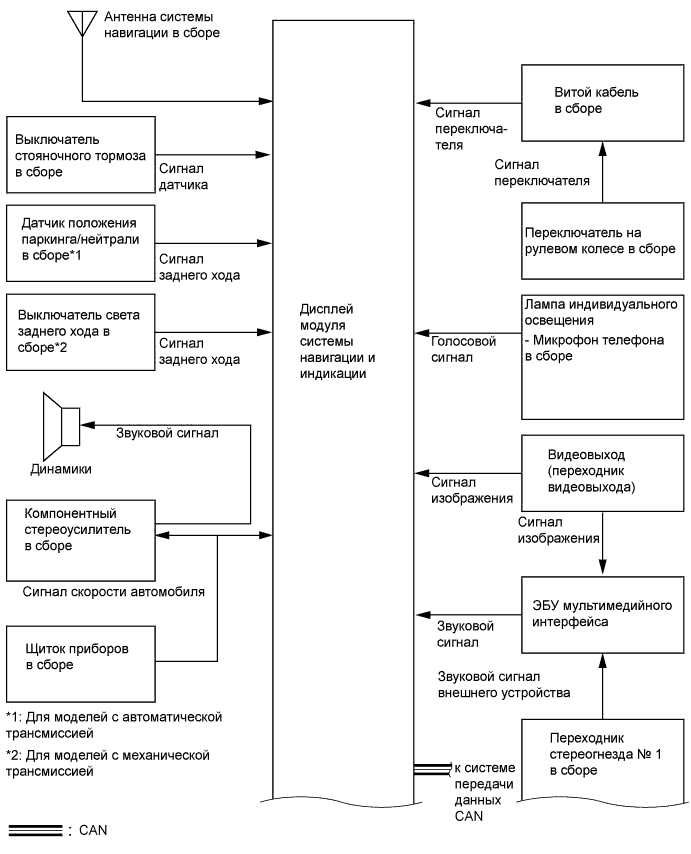 Антенна системы
навигации в сборе
Выключатель
стояночного тормоза
в сборе
Сигнал
датчика
Датчик положения
паркинга/нейтрали
в сборе*1
Сигнал
заднего хода
Выключатель света
заднего хода в
сборе*2
Сигнал
заднего хода
Звуковой сигнал
Динамики
Компонентный
стереоусилитель
в сборе
Сигнал скорости автомобиля
Щиток приборов
в сборе
*1: Для моделей с автоматической
трансмиссией
*2: Для моделей с механической
трансмиссией
: CAN
Дисплей
модуля
системы
навигации и
индикации
Витой кабель
в сборе
Сигнал
переключа-
теля
Сигнал
переключателя
Переключатель на
рулевом колесе в сборе
Лампа индивидуального
освещения
- Микрофон телефона
в сборе
Голосовой
сигнал
Видеовыход
(переходник
видеовыхода)
Сигнал
изображения
Сигнал
изображения
ЭБУ мультимедийного
интерфейса
Звуковой
сигнал
Звуковой сигнал
внешнего устройства
Переходник
стереогнезда № 1
в сборе
к системе
передачи
данных
CAN